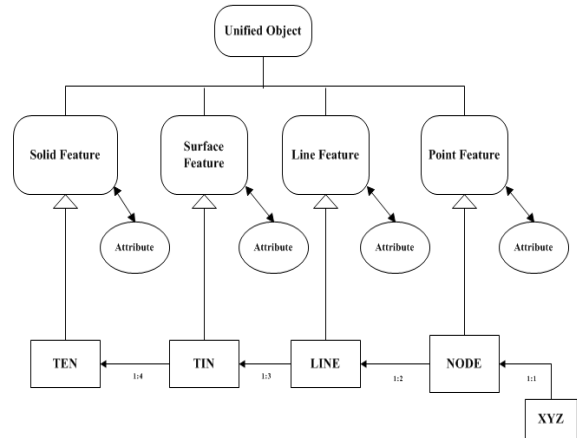 Unified Object
Solid Feature
Surface
Feature
Line Feature
Point Feature
Attribute
Attribute
Attribute
Attribute
TEN
1:4
TIN
1:3
LINE
1:2
NODE
1:1
XYZ